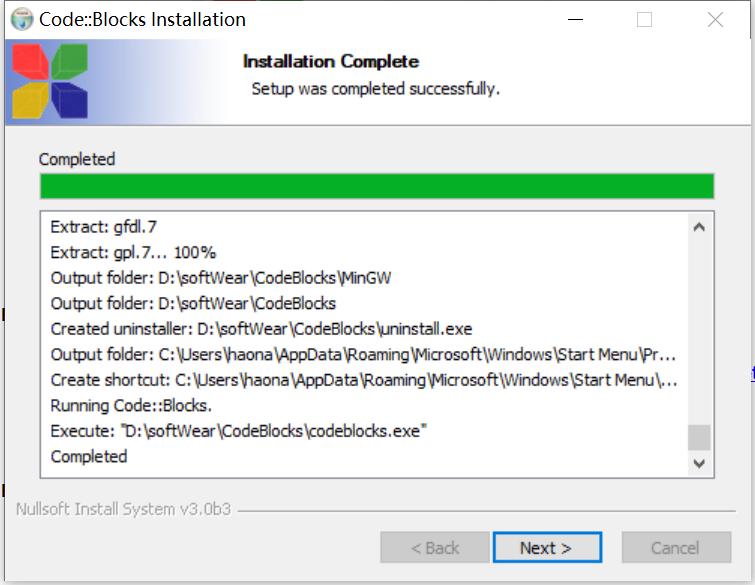 Code::Blocks Installation
Installation Complete
Setup was completed successfully.
Completed
Extract: gfdl.7
Extract: gpl.7... 100%
Output folder: D:\softWear\CodeBlocks\MinGW
Output folder: D:\softWear\CodeBlocks
Created uninstaller: D:\softWear\CodeBlocks\uninstall.exe
Output folder: C:\Users\haona\AppData\Roaming\Microsoft\Windows\Start Menu\Pr...
Create shortcut: C:\Users\haona\AppData\Roaming\Microsoft\Windows\Start Menu\...
Running Code::Blocks.
Execute: "D:\softWear\CodeBlocks\codeblocks.exe"
Completed
Nullsoft Install System v3.0b3
< Back
Next >
Cancel